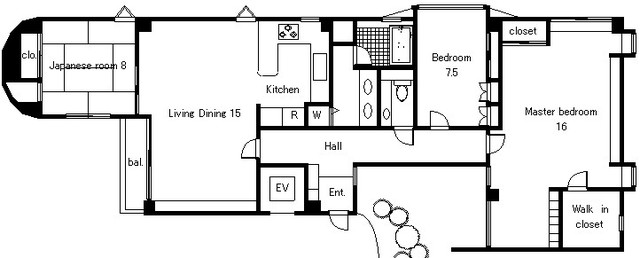 closet
clo.
Japanese room 8
Bedroom
7.5
Kitchen
Living Dining 15
R
W
Master bedroom
16
Hall
bal.
EV
Ent.
Walk in
closet